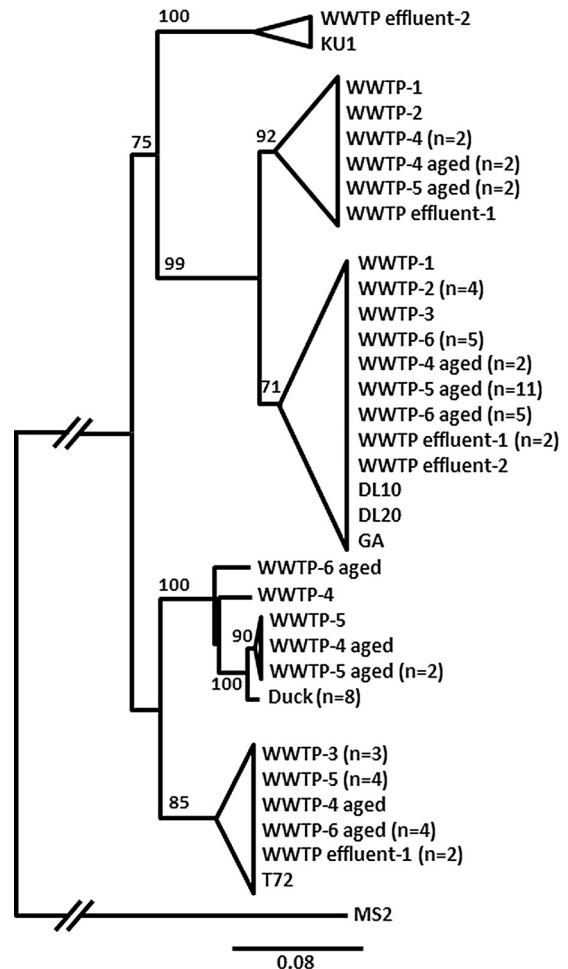 100
WWTP effluent-2
KU1
75
92
WWTP-1
WWTP-2
WWTP-4 (n=2)
WWTP-4 aged (n=2)
WWTP-5 aged (n=2)
WWTP effluent-1
99
71
WWTP-1
WWTP-2 (n=4)
WWTP-3
WWTP-6 (n=5)
WWTP-4 aged (n=2)
WWTP-5 aged (n=11)
WWTP-6 aged (n=5)
WWTP effluent-1 (n=2)
WWTP effluent-2
DL10
DL20
GA
100
WWTP-6 aged
WWTP-4
90
WWTP-5
WWTP-4 aged
WWTP-5 aged (n=2)
100
Duck (n=8)
85
WWTP-3 (n=3)
WWTP-5 (n=4)
WWTP-4 aged
WWTP-6 aged (n=4)
WWTP effluent-1 (n=2)
T72
MS2
0.08